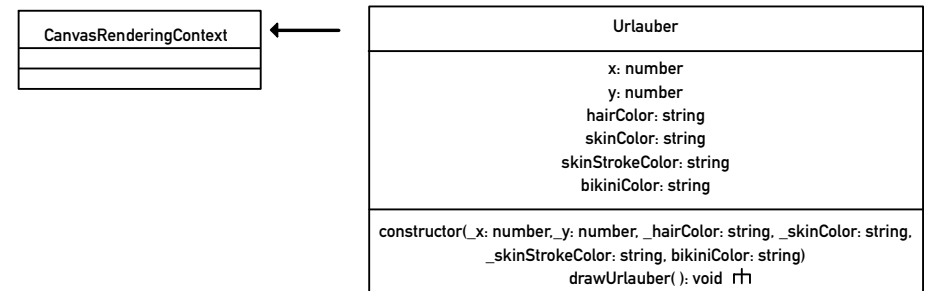 CanvasRenderingContext
Urlauber
x: number
y: number
hairColor: string
skinColor: string
skinStrokeColor: string
bikiniColor: string
constructor(_x: number,_y: number, _hairColor: string, _skinColor: string,
_skinStrokeColor: string, bikiniColor: string)
drawUrlauber( ): void